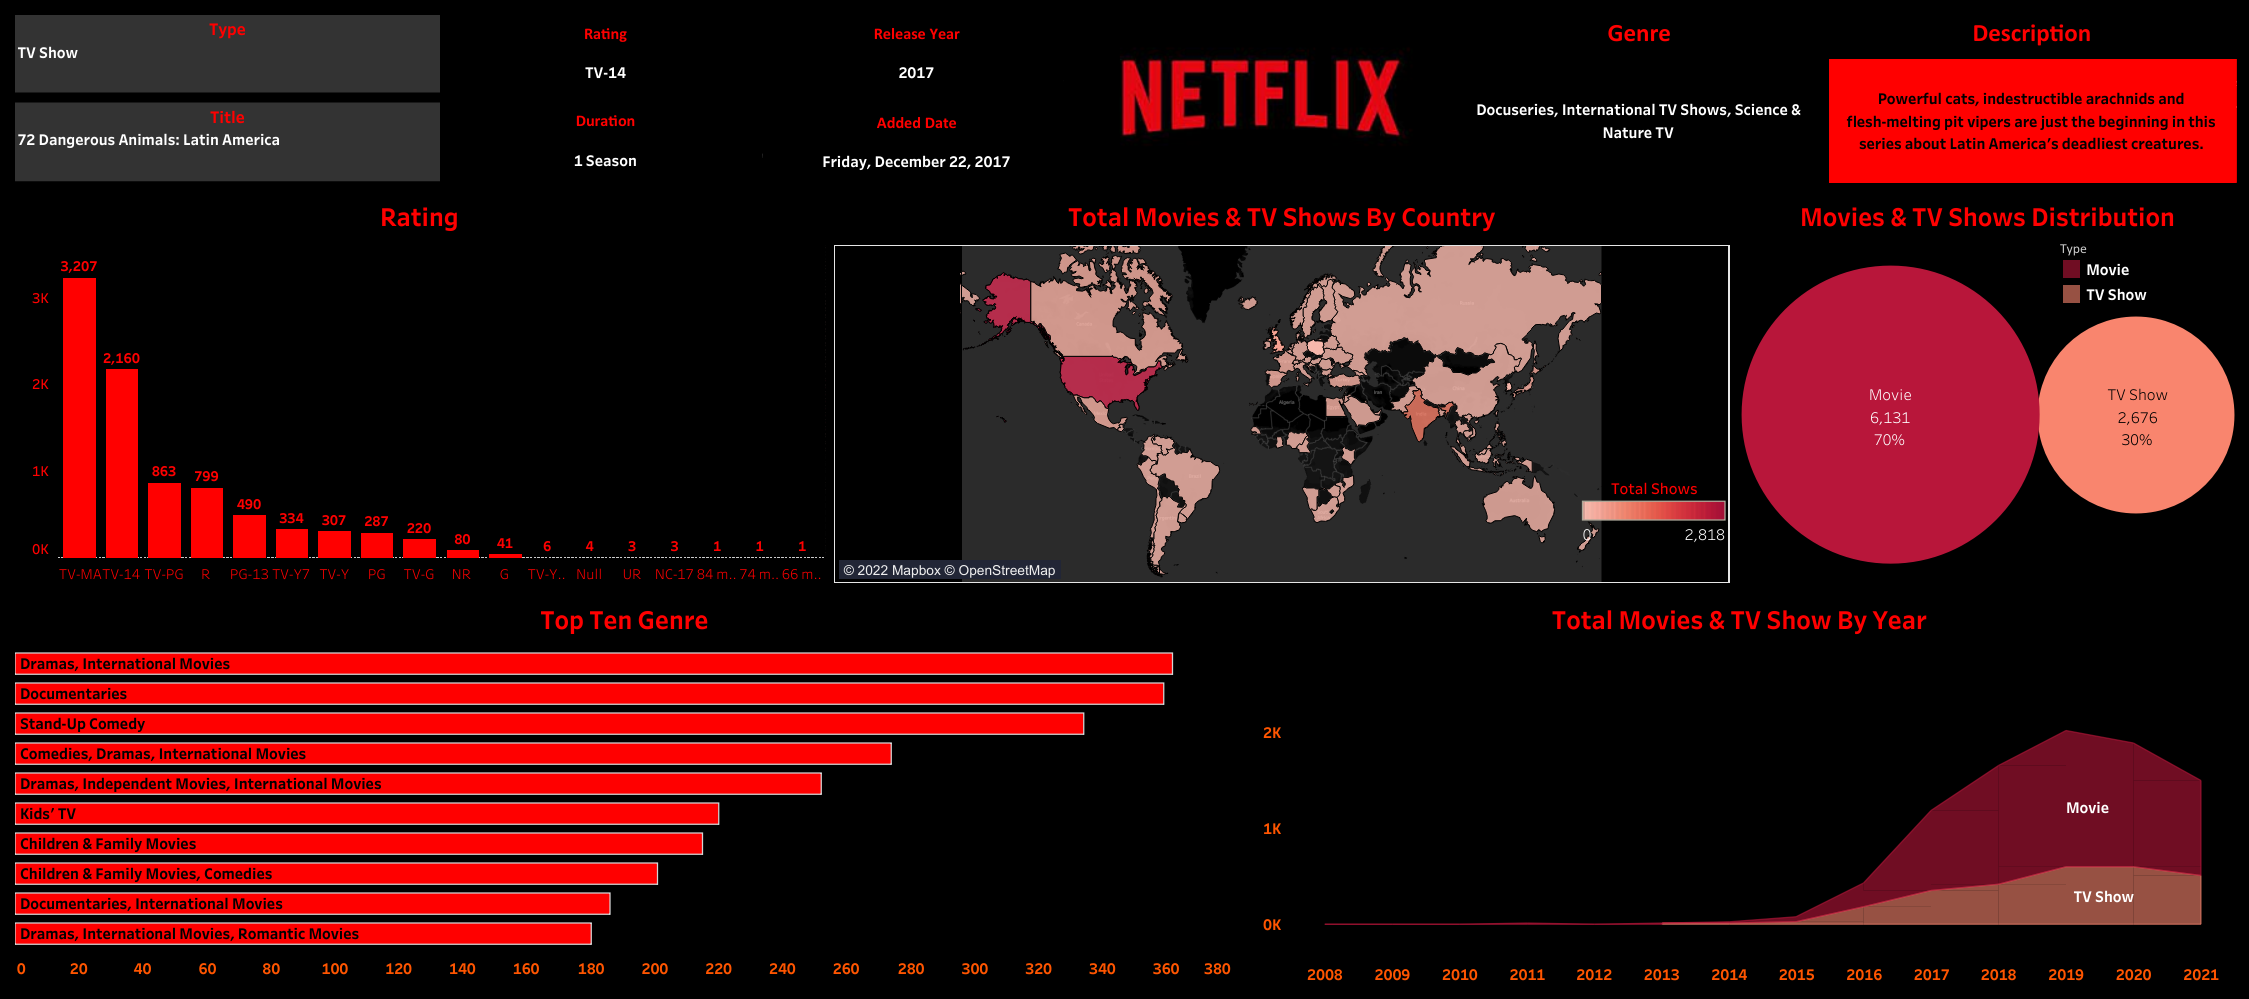 Type
TV Show
Title
72 Dangerous Animals: Latin America
Rating
TV-14
Release Year
2017
Duration
1 Season
Added Date
Friday, December 22, 2017
NETFLIX
Genre
Docuseries, International TV Shows, Science &
Nature TV
Description
Powerful cats, indestructible arachnids and
flesh-melting pit vipers are just the beginning in this
series about Latin America's deadliest creatures.
Rating
3K
2K
1K
0K
3,207
2,160
863
799
490
334
307
287
220
80
41
6
4
3
3
1
1
1
TV-MA TV-14 TV-PG R PG-13 TV-Y7 TV-Y PG TV-G NR G TV-Y.. Null UR NC-17 84 m.. 74 m.. 66 m..
Total Movies & TV Shows By Country
Total Shows
0
2,818
© 2022 Mapbox © OpenStreetMap
Movies & TV Shows Distribution
Type
Movie
TV Show
Movie
6,131
70%
TV Show
2,676
30%
Top Ten Genre
Dramas, International Movies
Documentaries
Stand-Up Comedy
Comedies, Dramas, International Movies
Dramas, Independent Movies, International Movies
Kids' TV
Children & Family Movies
Children & Family Movies, Comedies
Documentaries, International Movies
Dramas, International Movies, Romantic Movies
0 20 40 60 80 100 120 140 160 180 200 220 240 260 280 300 320 340 360 380
Total Movies & TV Show By Year
2K
1K
0K
Movie
TV Show
2008 2009 2010 2011 2012 2013 2014 2015 2016 2017 2018 2019 2020 2021